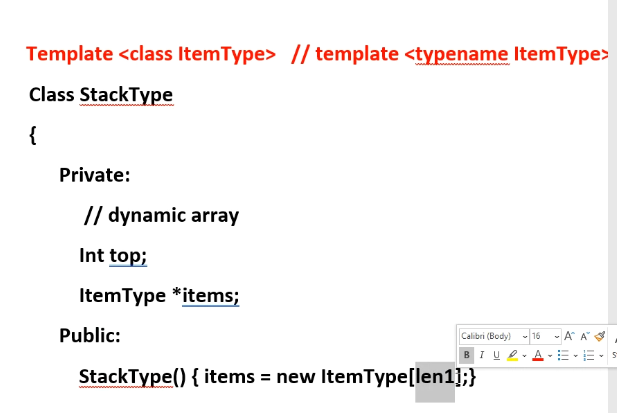 Template <class ItemType>  // template <typename ItemType>
Class StackType
{
Private:
// dynamic array
Int top;
ItemType *items;
Public:
Calibri (Body) 16 A A
B I U A
StackType() { items = new ItemType[len1];}